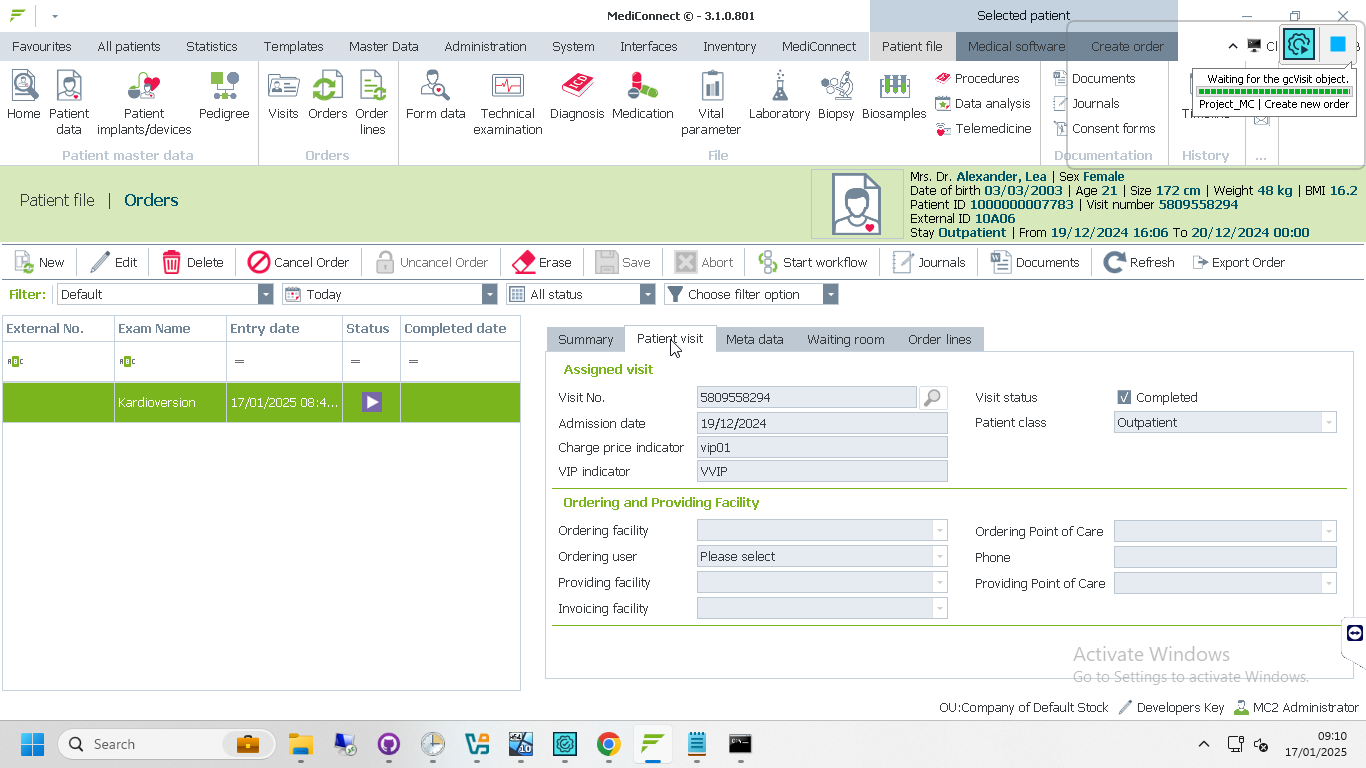 MediConnect © - 3.1.0.801
Selected patient
Favourites
All patients
Statistics
Templates
Master Data
Administration
System
Interfaces
Inventory
MediConnect
Patient file
Medical software
Create order
Waiting for the gcVisit object.
Project_MC | Create new order
Home
Patient data
Patient implants/devices
Pedigree
Visits
Orders
Order lines
Form data
Technical examination
Diagnosis
Medication
Vital parameter
Laboratory
Biopsy
Biosamples
Procedures
Data analysis
Telemedicine
Documents
Journals
Consent forms
Patient master data
Orders
File
Documentation
History
...
Patient file | Orders
Mrs. Dr. Alexander, Lea | Sex Female
Date of birth 03/03/2003 | Age 21 | Size 172 cm | Weight 48 kg | BMI 16.2
Patient ID 1000000007783 | Visit number 5809558294
External ID 10A06
Stay Outpatient | From 19/12/2024 16:06 To 20/12/2024 00:00
New
Edit
Delete
Cancel Order
Uncancel Order
Erase
Save
Abort
Start workflow
Journals
Documents
Refresh
Export Order
Filter:
Default
Today
All status
Choose filter option
External No.
Exam Name
Entry date
Status
Completed date
ABC
ABC
=
=
=
Kardioversion
17/01/2025 08:4...
Summary
Patient visit
Meta data
Waiting room
Order lines
Assigned visit
Visit No.
5809558294
Visit status
Completed
Admission date
19/12/2024
Patient class
Outpatient
Charge price indicator
vip01
VIP indicator
VVIP
Ordering and Providing Facility
Ordering facility
Ordering Point of Care
Ordering user
Please select
Phone
Providing facility
Providing Point of Care
Invoicing facility
Activate Windows
Go to Settings to activate Windows.
OU:Company of Default Stock
Developers Key
MC2 Administrator
Search
09:10
17/01/2025